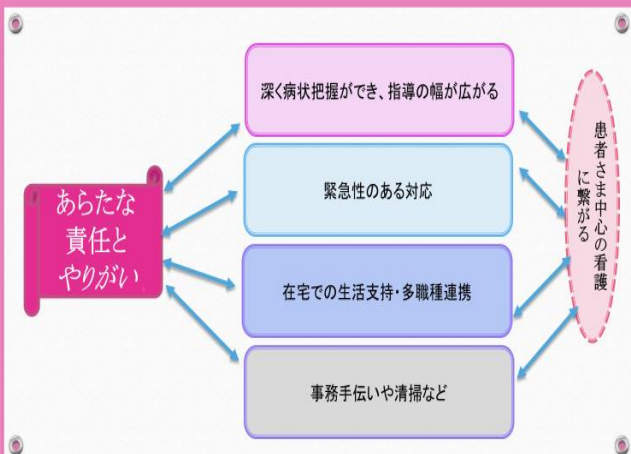 あらたな
責任と
やりがい
深く病状把握ができ、指導の幅が広がる
緊急性のある対応
在宅での生活支持・多職種連携
事務手伝いや清掃など
患者さま中心の看護
に繋がる